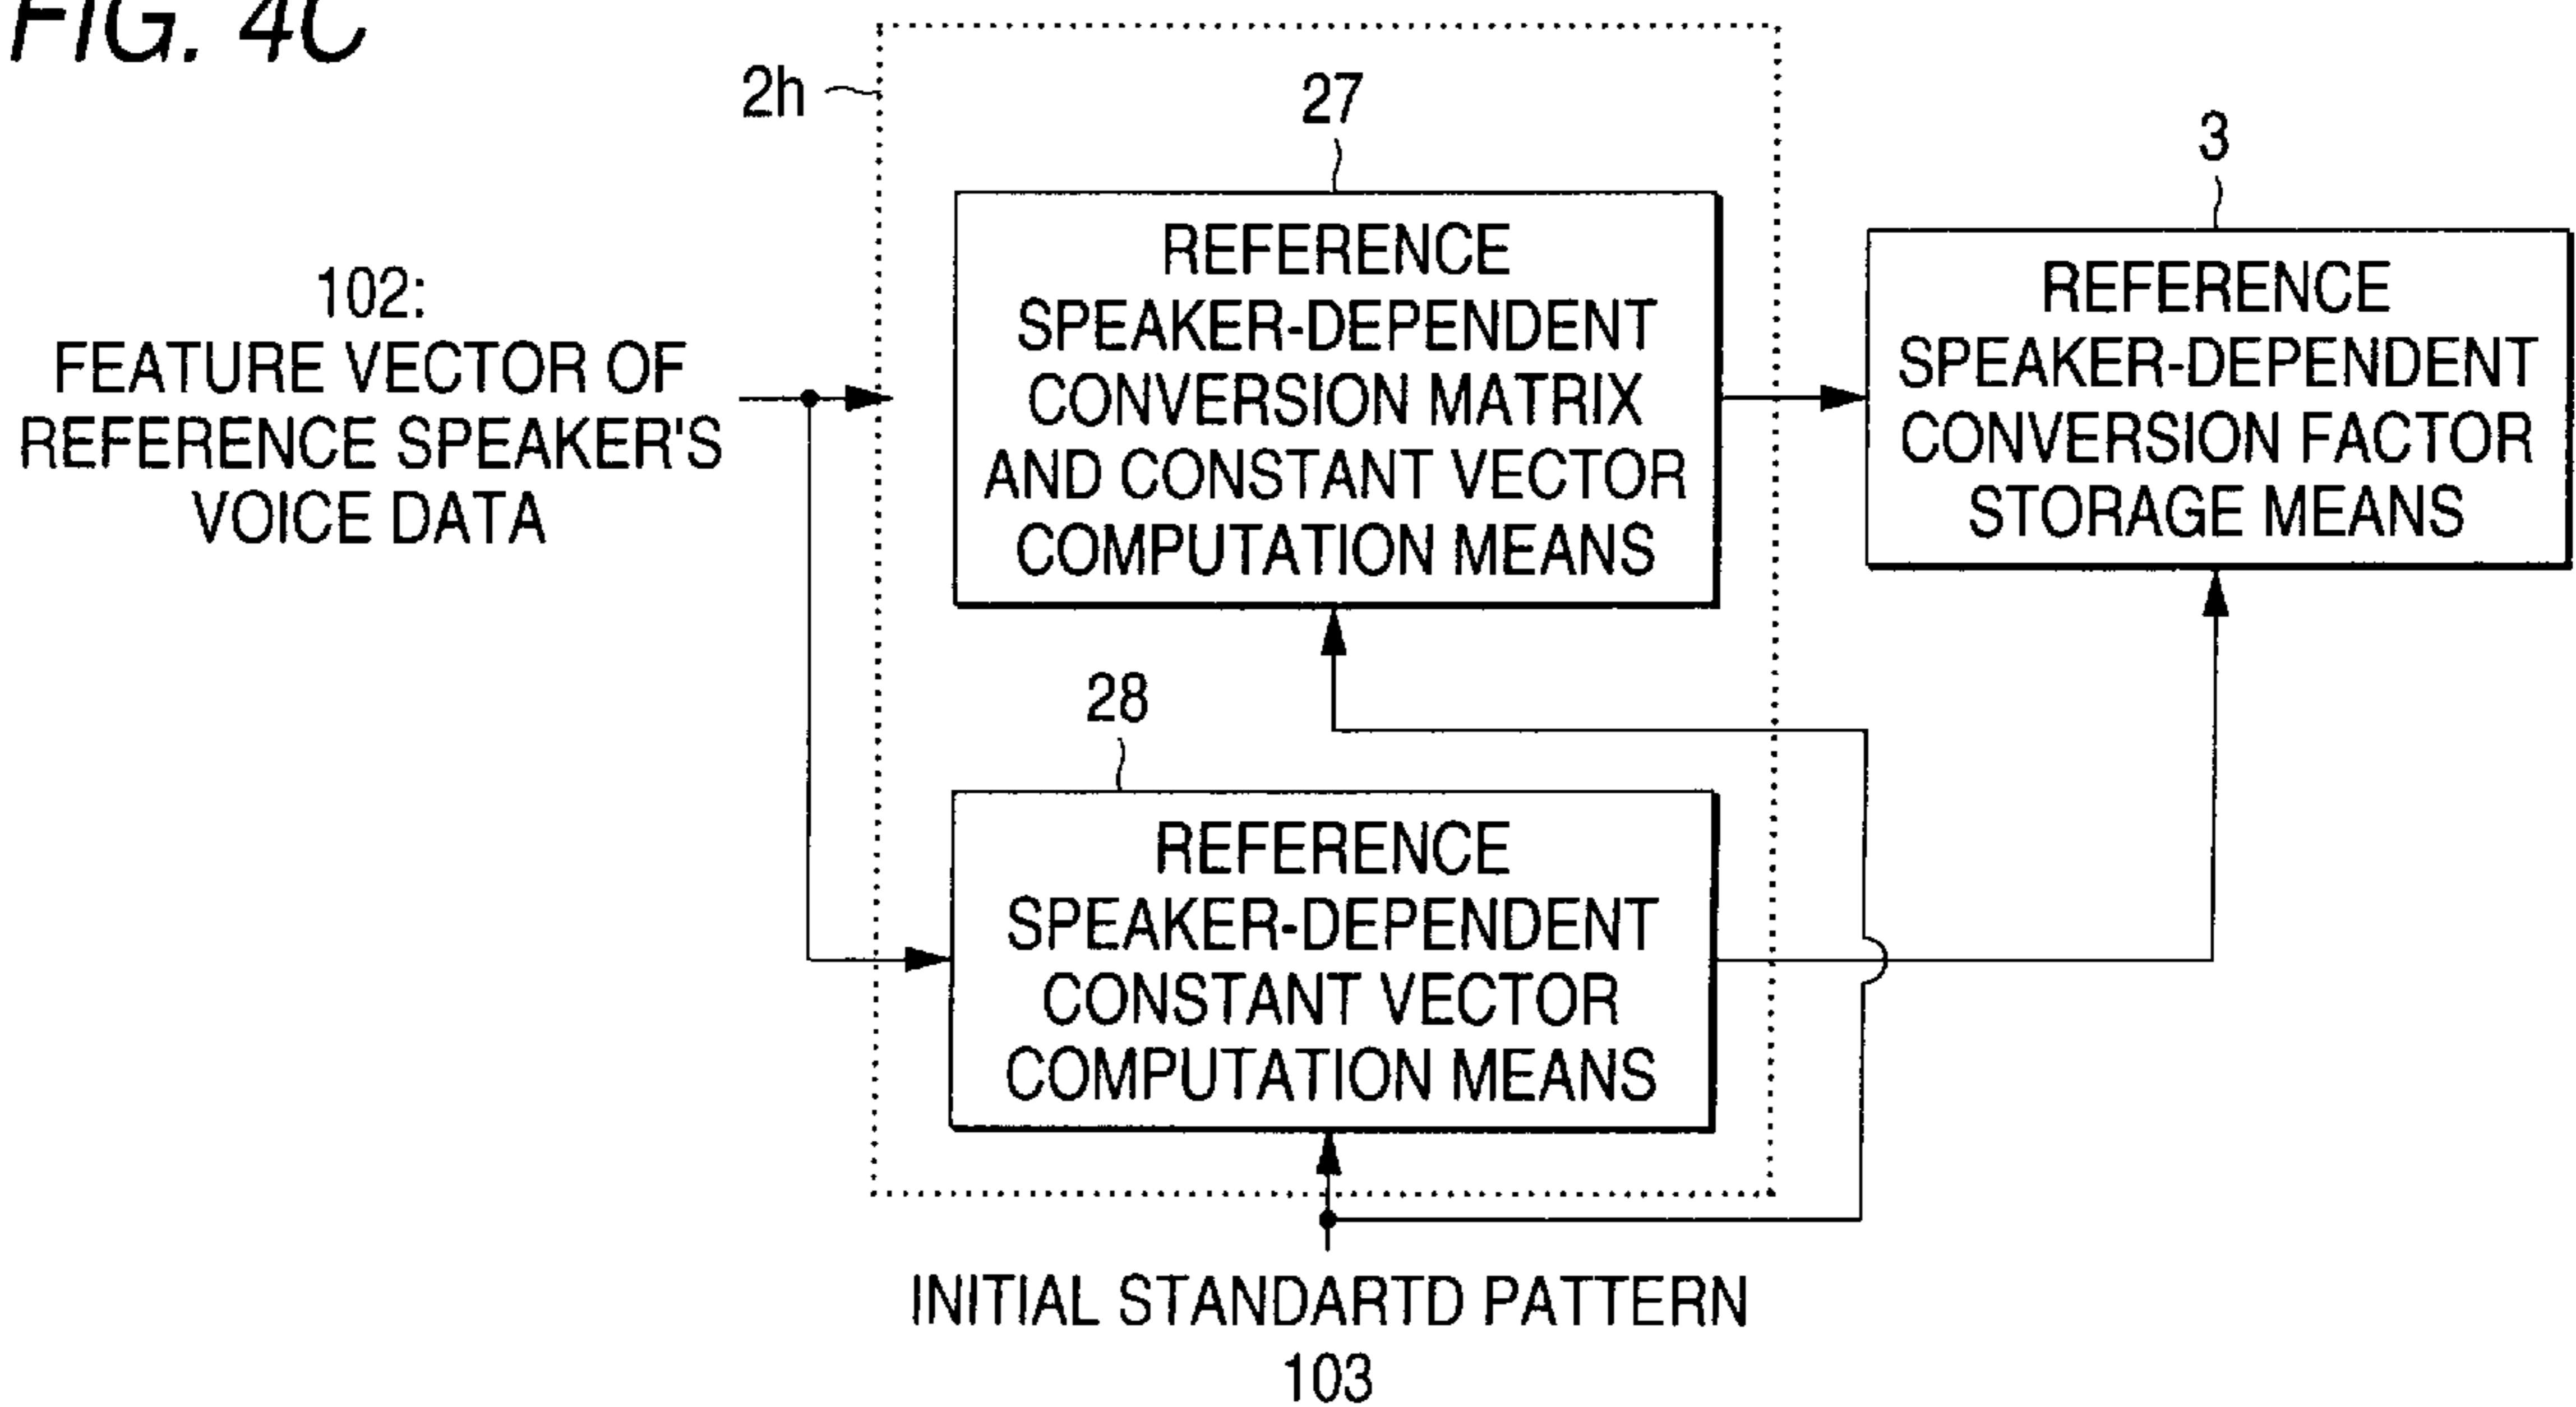 FIG. 4C
2h
27
3
102:
FEATURE VECTOR OF
REFERENCE SPEAKER'S
VOICE DATA
REFERENCE
SPEAKER-DEPENDENT
CONVERSION MATRIX
AND CONSTANT VECTOR
COMPUTATION MEANS
REFERENCE
SPEAKER-DEPENDENT
CONVERSION FACTOR
STORAGE MEANS
28
REFERENCE
SPEAKER-DEPENDENT
CONSTANT VECTOR
COMPUTATION MEANS
INITIAL STANDARTD PATTERN
103